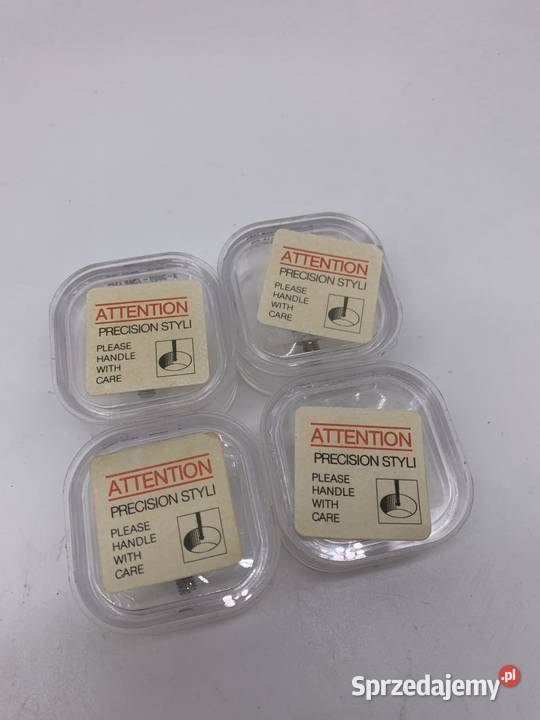 ATTENTION
PRECISION STYLI
PLEASE
HANDLE
WITH
CARE
ATTENTION
PRECISION STYLI
PLEASE
HANDLE
WITH
CARE
ATTENTION
PRECISION STYLI
PLEASE
HANDLE
WITH
CARE
ATTENTION
PRECISION STYLI
PLEASE
HANDLE
WITH
CARE
Sprzedajemy.pl